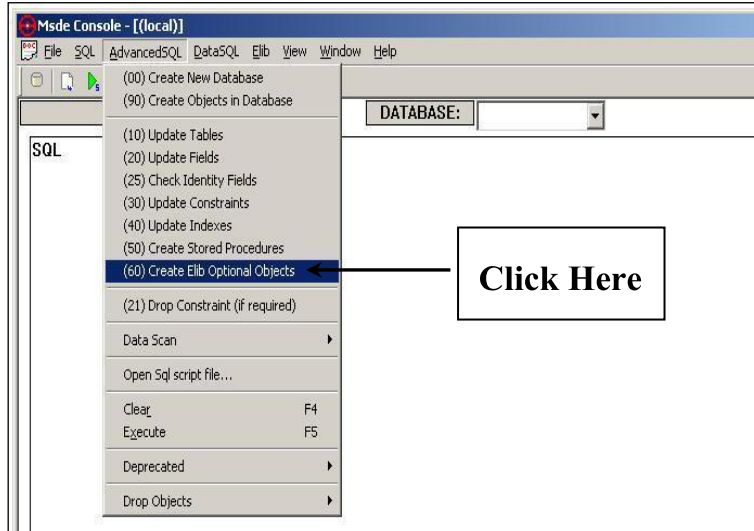 Msde Console - [(local)]
File SQL AdvancedSQL DataSQL Elib View Window Help
DATABASE:
SQL
(00) Create New Database
(90) Create Objects in Database
(10) Update Tables
(20) Update Fields
(25) Check Identity Fields
(30) Update Constraints
(40) Update Indexes
(50) Create Stored Procedures
(60) Create Elib Optional Objects
(21) Drop Constraint (if required)
Data Scan
Open Sql script file...
Clear F4
Execute F5
Deprecated
Drop Objects
Click Here